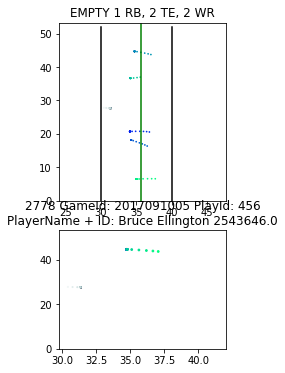 EMPTY 1 RB, 2 TE, 2 WR
50
40
30
20
10
0
25 30 35 40 45
2778 GameId: 2017091005 PlayId: 456
PlayerName + ID: Bruce Ellington 2543646.0
40
20
0
30.0 32.5 35.0 37.5 40.0